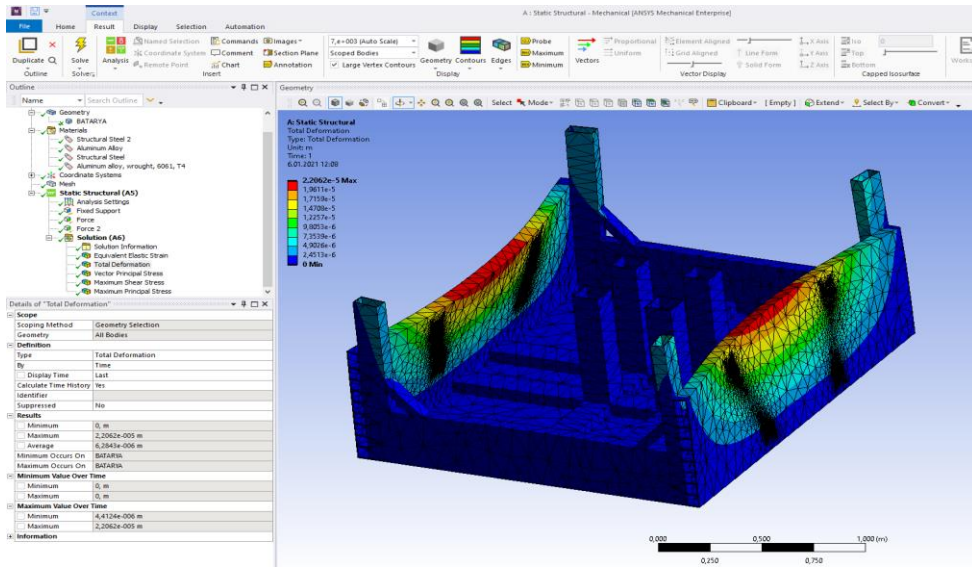 Context
A : Static Structural - Mechanical [ANSYS Mechanical Enterprise]
File Home Result Display Selection Automation
Duplicate Q
Outline
Solve
Solver
Analysis
Named Selection
Coordinate System
Remote Point
Commands
Comment
Chart
Images
Section Plane
Annotation
Insert
7,e+003 (Auto Scale)
Scoped Bodies
Large Vertex Contours
Geometry Contours Edges
Display
Probe
Maximum
Minimum
Vectors
Proportional
Uniform
Element Aligned
Grid Aligned
Line Form
Solid Form
X Axis
Y Axis
Z Axis
Vector Display
Iso
Top
Bottom
0
Capped Isosurface
Works
Outline
Name Search Outline
Geometry
BATARYA
Materials
Structural Steel 2
Aluminum Alloy
Structural Steel
Aluminum alloy, wrought, 6061, T4
Coordinate Systems
Mesh
Static Structural (A5)
Analysis Settings
Fixed Support
Force
Force 2
Solution (A6)
Solution Information
Equivalent Elastic Strain
Total Deformation
Vector Principal Stress
Maximum Shear Stress
Maximum Principal Stress
Details of "Total Deformation"
Scope
Scoping Method Geometry Selection
Geometry All Bodies
Definition
Type Total Deformation
By Time
Display Time Last
Calculate Time History Yes
Identifier
Suppressed No
Results
Minimum 0, m
Maximum 2,2062e-005 m
Average 6,2843e-006 m
Minimum Occurs On BATARYA
Maximum Occurs On BATARYA
Minimum Value Over Time
Minimum 0, m
Maximum 0, m
Maximum Value Over Time
Minimum 4,4124e-006 m
Maximum 2,2062e-005 m
Information
Geometry
Select Mode Clipboard [ Empty ] Extend Select By Convert
A: Static Structural
Total Deformation
Type: Total Deformation
Unit: m
Time: 1
6.01.2021 12:08
2,2062e-5 Max
1,9611e-5
1,7159e-5
1,4708e-5
1,2257e-5
9,8053e-6
7,3539e-6
4,9026e-6
2,4513e-6
0 Min
0,000 0,500 1,000 (m)
0,250 0,750